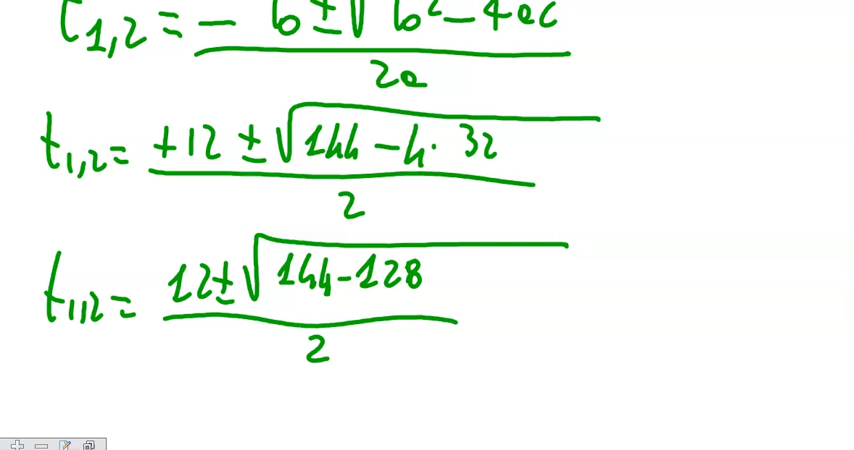 t₁,₂ = − b ± √b² − 4ac / 2a
t₁,₂ = +12 ± √144 − 4 · 32 / 2
t₁,₂ = 12 ± √144 − 128 / 2